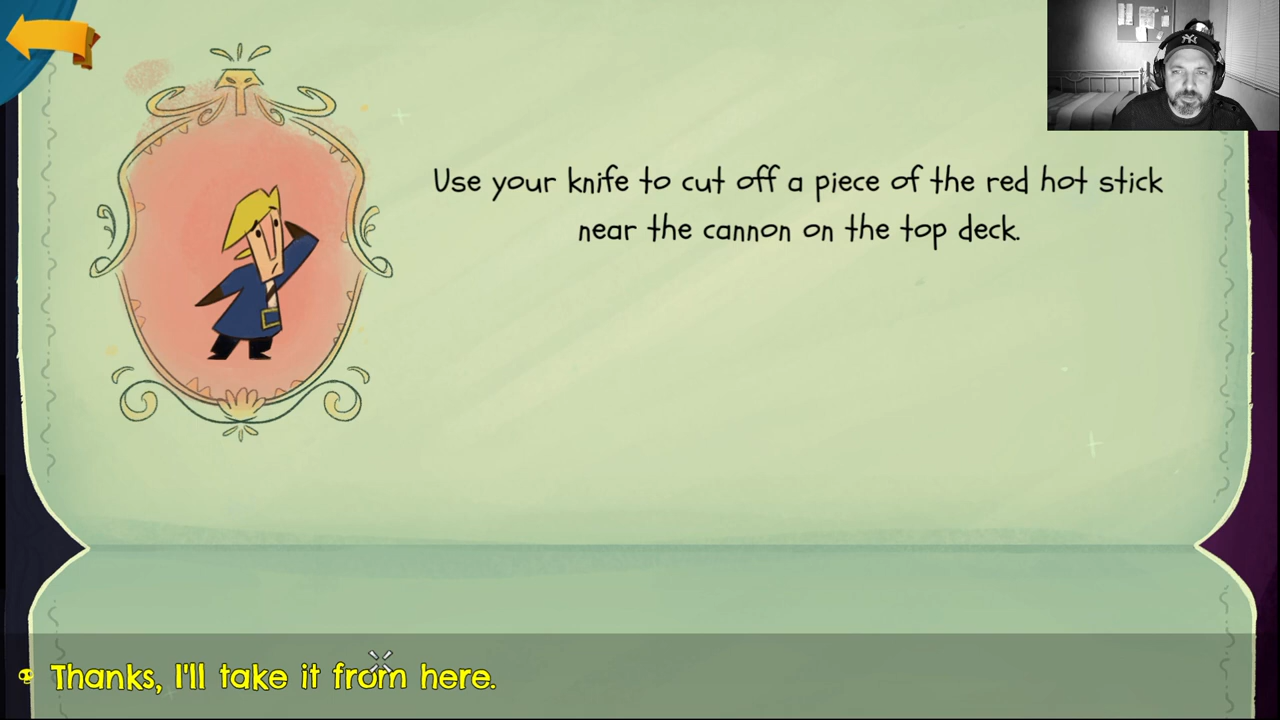 Use your knife to cut off a piece of the red hot stick
near the cannon on the top deck.
Thanks, I'll take it from here.